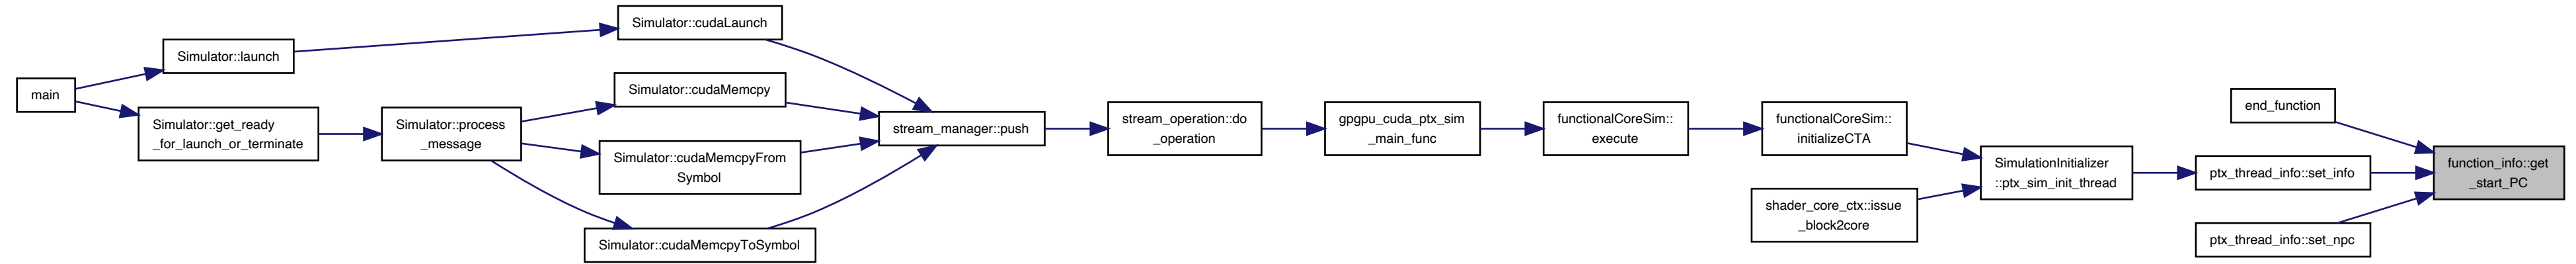 main
Simulator::launch
Simulator::get_ready
_for_launch_or_terminate
Simulator::process
_message
Simulator::cudaLaunch
Simulator::cudaMemcpy
Simulator::cudaMemcpyFrom
Symbol
Simulator::cudaMemcpyToSymbol
stream_manager::push
stream_operation::do
_operation
gpgpu_cuda_ptx_sim
_main_func
functionalCoreSim::
execute
functionalCoreSim::
initializeCTA
shader_core_ctx::issue
_block2core
SimulationInitializer
::ptx_sim_init_thread
end_function
ptx_thread_info::set_info
ptx_thread_info::set_npc
function_info::get
_start_PC